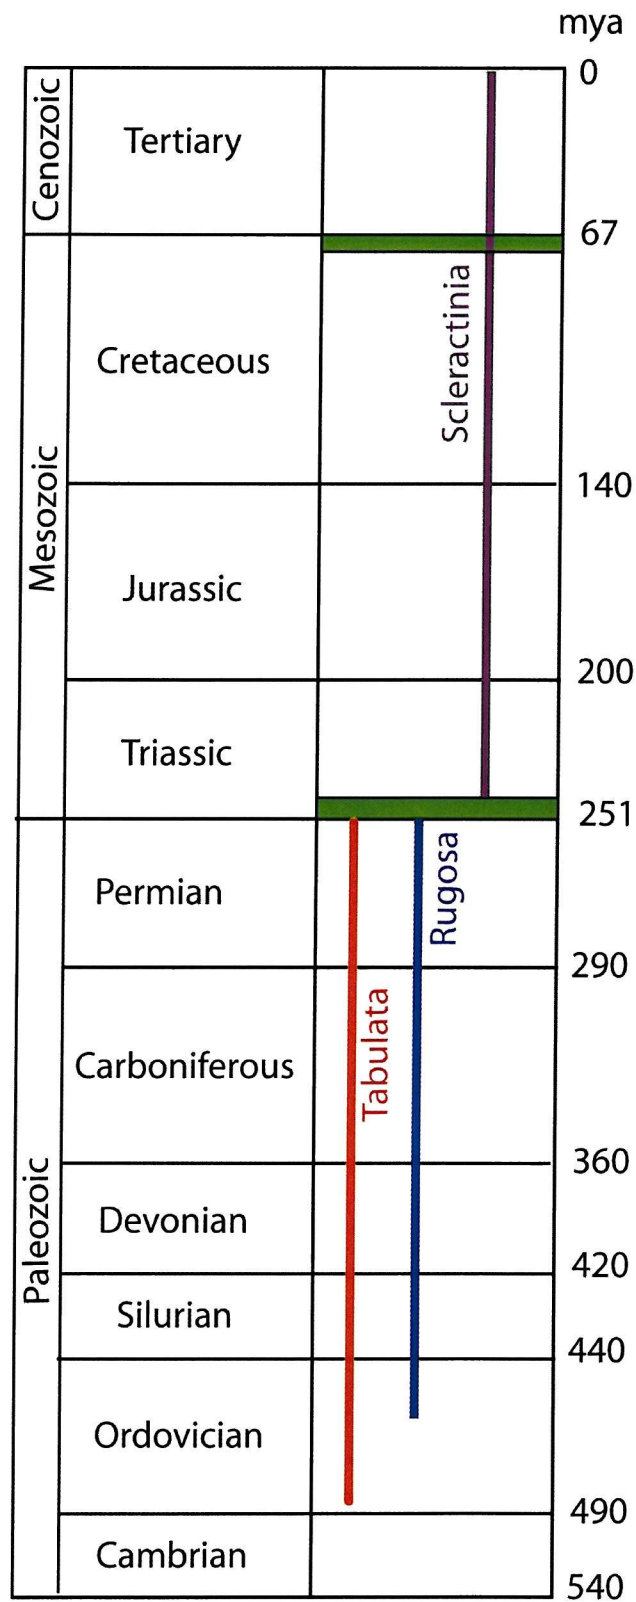 mya
0
Cenozoic
Tertiary
67
Scleractinia
Cretaceous
140
Mesozoic
Jurassic
200
Triassic
251
Rugosa
Permian
290
Tabulata
Carboniferous
360
Paleozoic
Devonian
420
Silurian
440
Ordovician
490
Cambrian
540